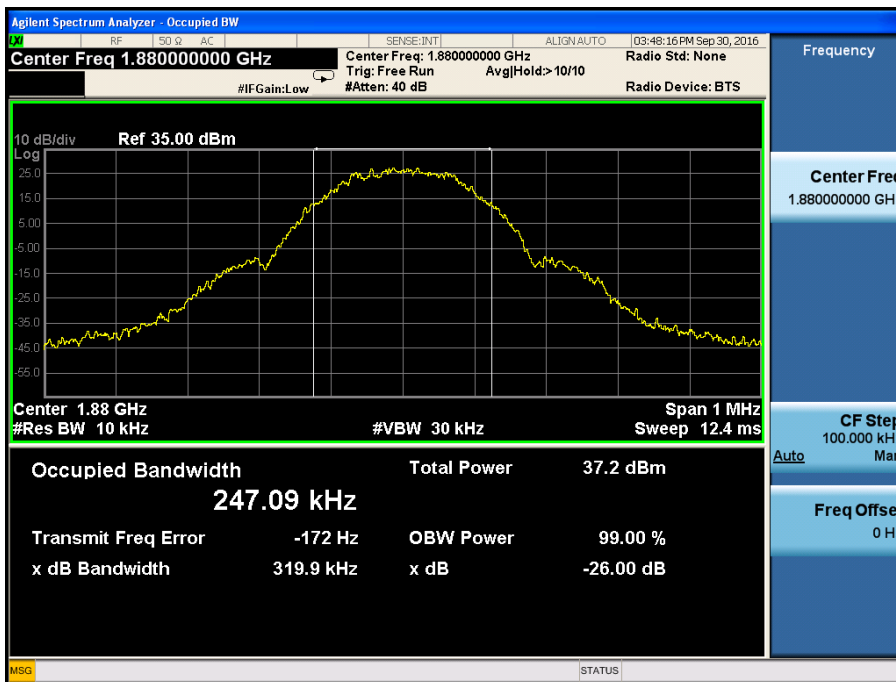 Agilent Spectrum Analyzer - Occupied BW
LXI RF 50 Ω AC SENSE:INT ALIGN AUTO 03:48:16 PM Sep 30, 2016
Center Freq 1.880000000 GHz
Center Freq: 1.880000000 GHz Radio Std: None
Trig: Free Run Avg|Hold:>10/10
#IFGain:Low #Atten: 40 dB Radio Device: BTS
10 dB/div Ref 35.00 dBm
Log
25.0
15.0
5.00
-5.00
-15.0
-25.0
-35.0
-45.0
-55.0
Center 1.88 GHz Span 1 MHz
#Res BW 10 kHz #VBW 30 kHz Sweep 12.4 ms
Occupied Bandwidth Total Power 37.2 dBm
247.09 kHz
Transmit Freq Error -172 Hz OBW Power 99.00 %
x dB Bandwidth 319.9 kHz x dB -26.00 dB
MSG STATUS
Frequency
Center Fre
1.880000000 GH
CF Step
100.000 kH
Auto Man
Freq Offse
0 H